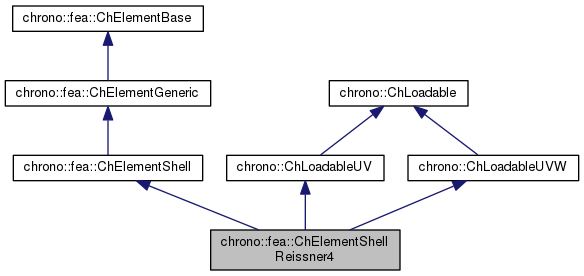 chrono::fea::ChElementBase
chrono::fea::ChElementGeneric
chrono::ChLoadable
chrono::fea::ChElementShell
chrono::ChLoadableUV
chrono::ChLoadableUVW
chrono::fea::ChElementShell
Reissner4